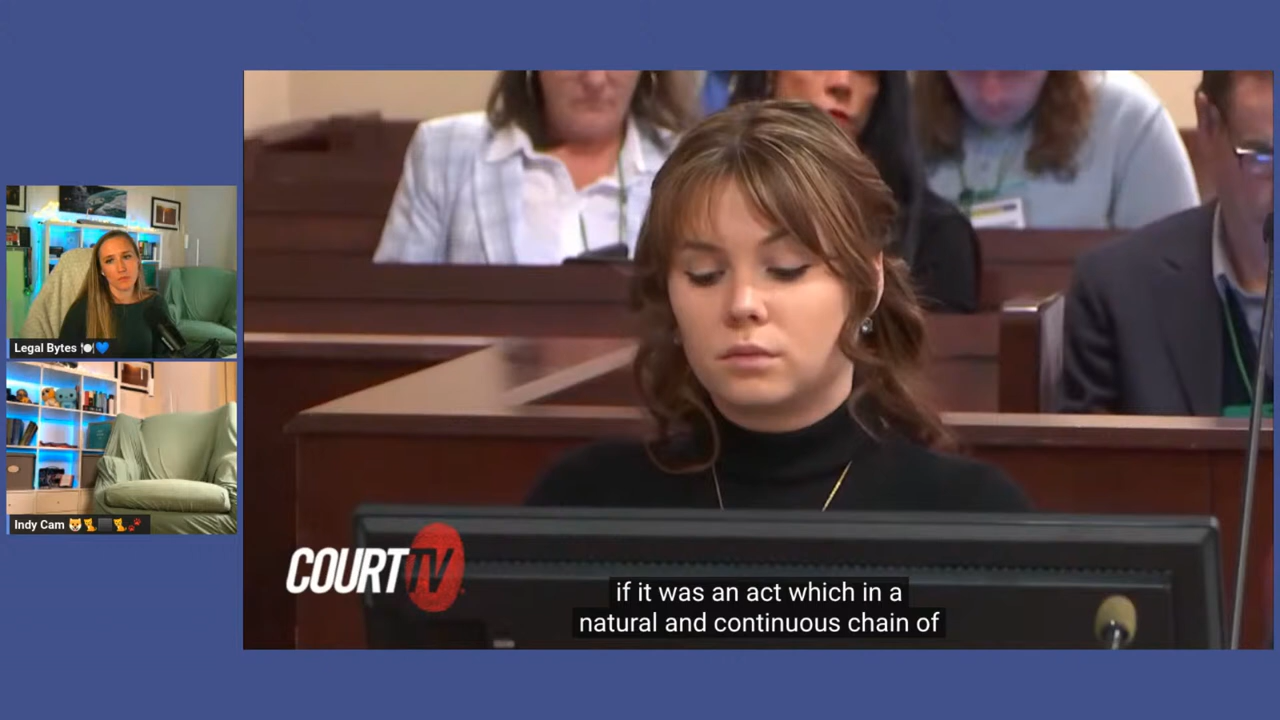 Legal Bytes 🍽️💙
Indy Cam 😺🐈⬛🐈🐾
COURT TV
if it was an act which in a
natural and continuous chain of